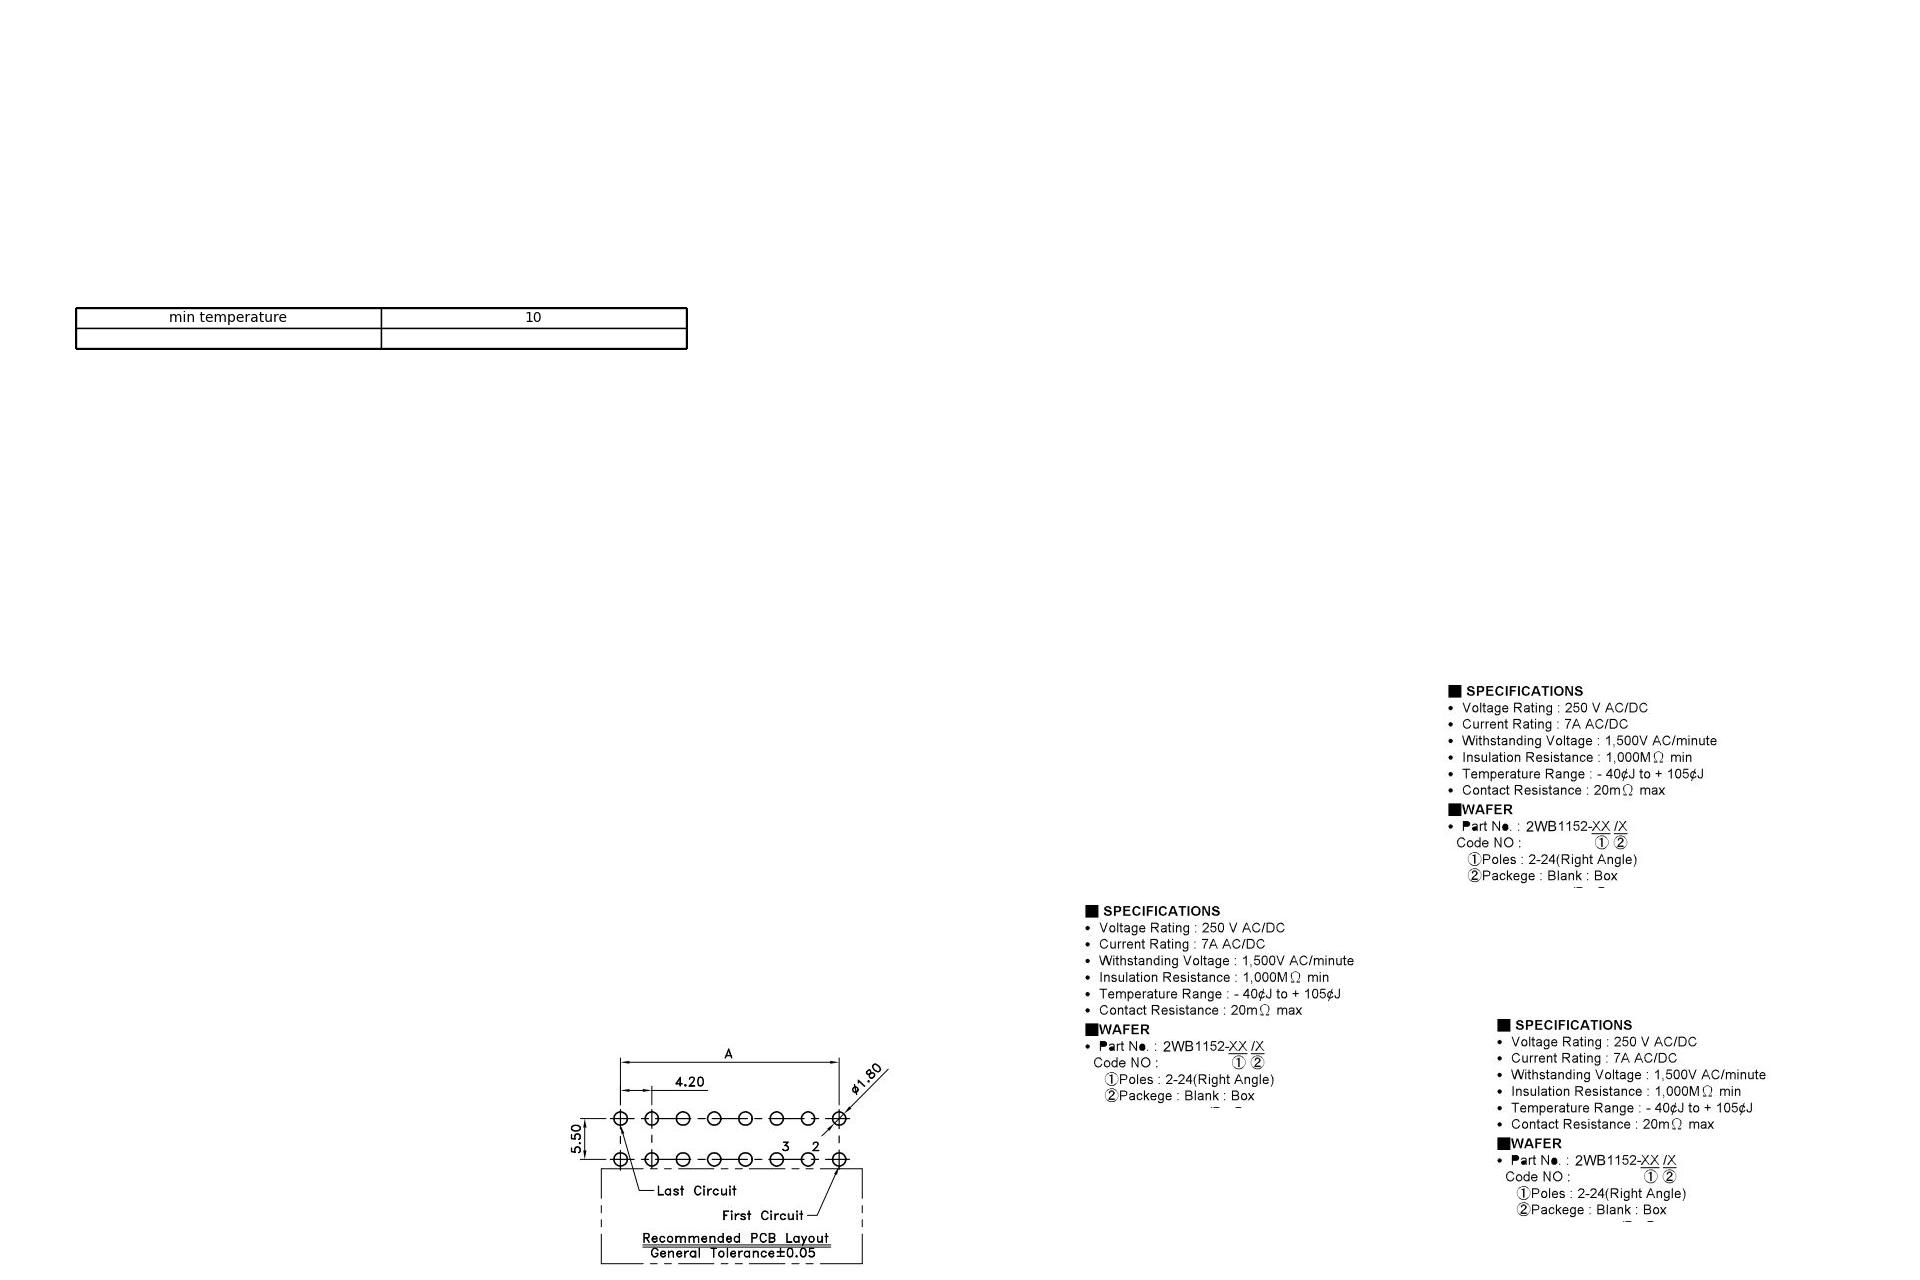 min temperature 10
■ SPECIFICATIONS
• Voltage Rating : 250 V AC/DC
• Current Rating : 7A AC/DC
• Withstanding Voltage : 1,500V AC/minute
• Insulation Resistance : 1,000MΩ min
• Temperature Range : - 40¢J to + 105¢J
• Contact Resistance : 20mΩ max
■WAFER
• Part No. : 2WB1152-XX /X
Code NO : ① ②
①Poles : 2-24(Right Angle)
②Packege : Blank : Box
■ SPECIFICATIONS
• Voltage Rating : 250 V AC/DC
• Current Rating : 7A AC/DC
• Withstanding Voltage : 1,500V AC/minute
• Insulation Resistance : 1,000MΩ min
• Temperature Range : - 40¢J to + 105¢J
• Contact Resistance : 20mΩ max
■WAFER
• Part No. : 2WB1152-XX /X
Code NO : ① ②
①Poles : 2-24(Right Angle)
②Packege : Blank : Box
■ SPECIFICATIONS
• Voltage Rating : 250 V AC/DC
• Current Rating : 7A AC/DC
• Withstanding Voltage : 1,500V AC/minute
• Insulation Resistance : 1,000MΩ min
• Temperature Range : - 40¢J to + 105¢J
• Contact Resistance : 20mΩ max
■WAFER
• Part No. : 2WB1152-XX /X
Code NO : ① ②
①Poles : 2-24(Right Angle)
②Packege : Blank : Box
A
4.20
ø1.80
5.50
3 2
Last Circuit
First Circuit
Recommended PCB Layout
General Tolerance±0.05